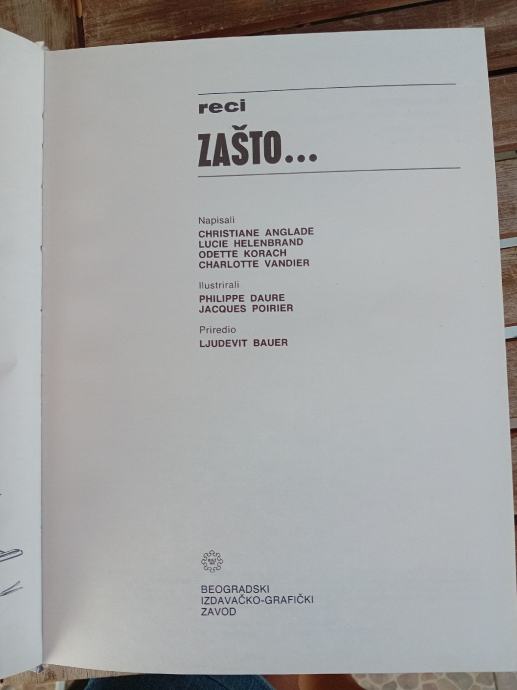 reci
ZAŠTO...
Napisali
CHRISTIANE ANGLADE
LUCIE HELENBRAND
ODETTE KORACH
CHARLOTTE VANDIER
Ilustrirali
PHILIPPE DAURE
JACQUES POIRIER
Priredio
LJUDEVIT BAUER
BEOGRADSKI
IZDAVAČKO-GRAFIČKI
ZAVOD